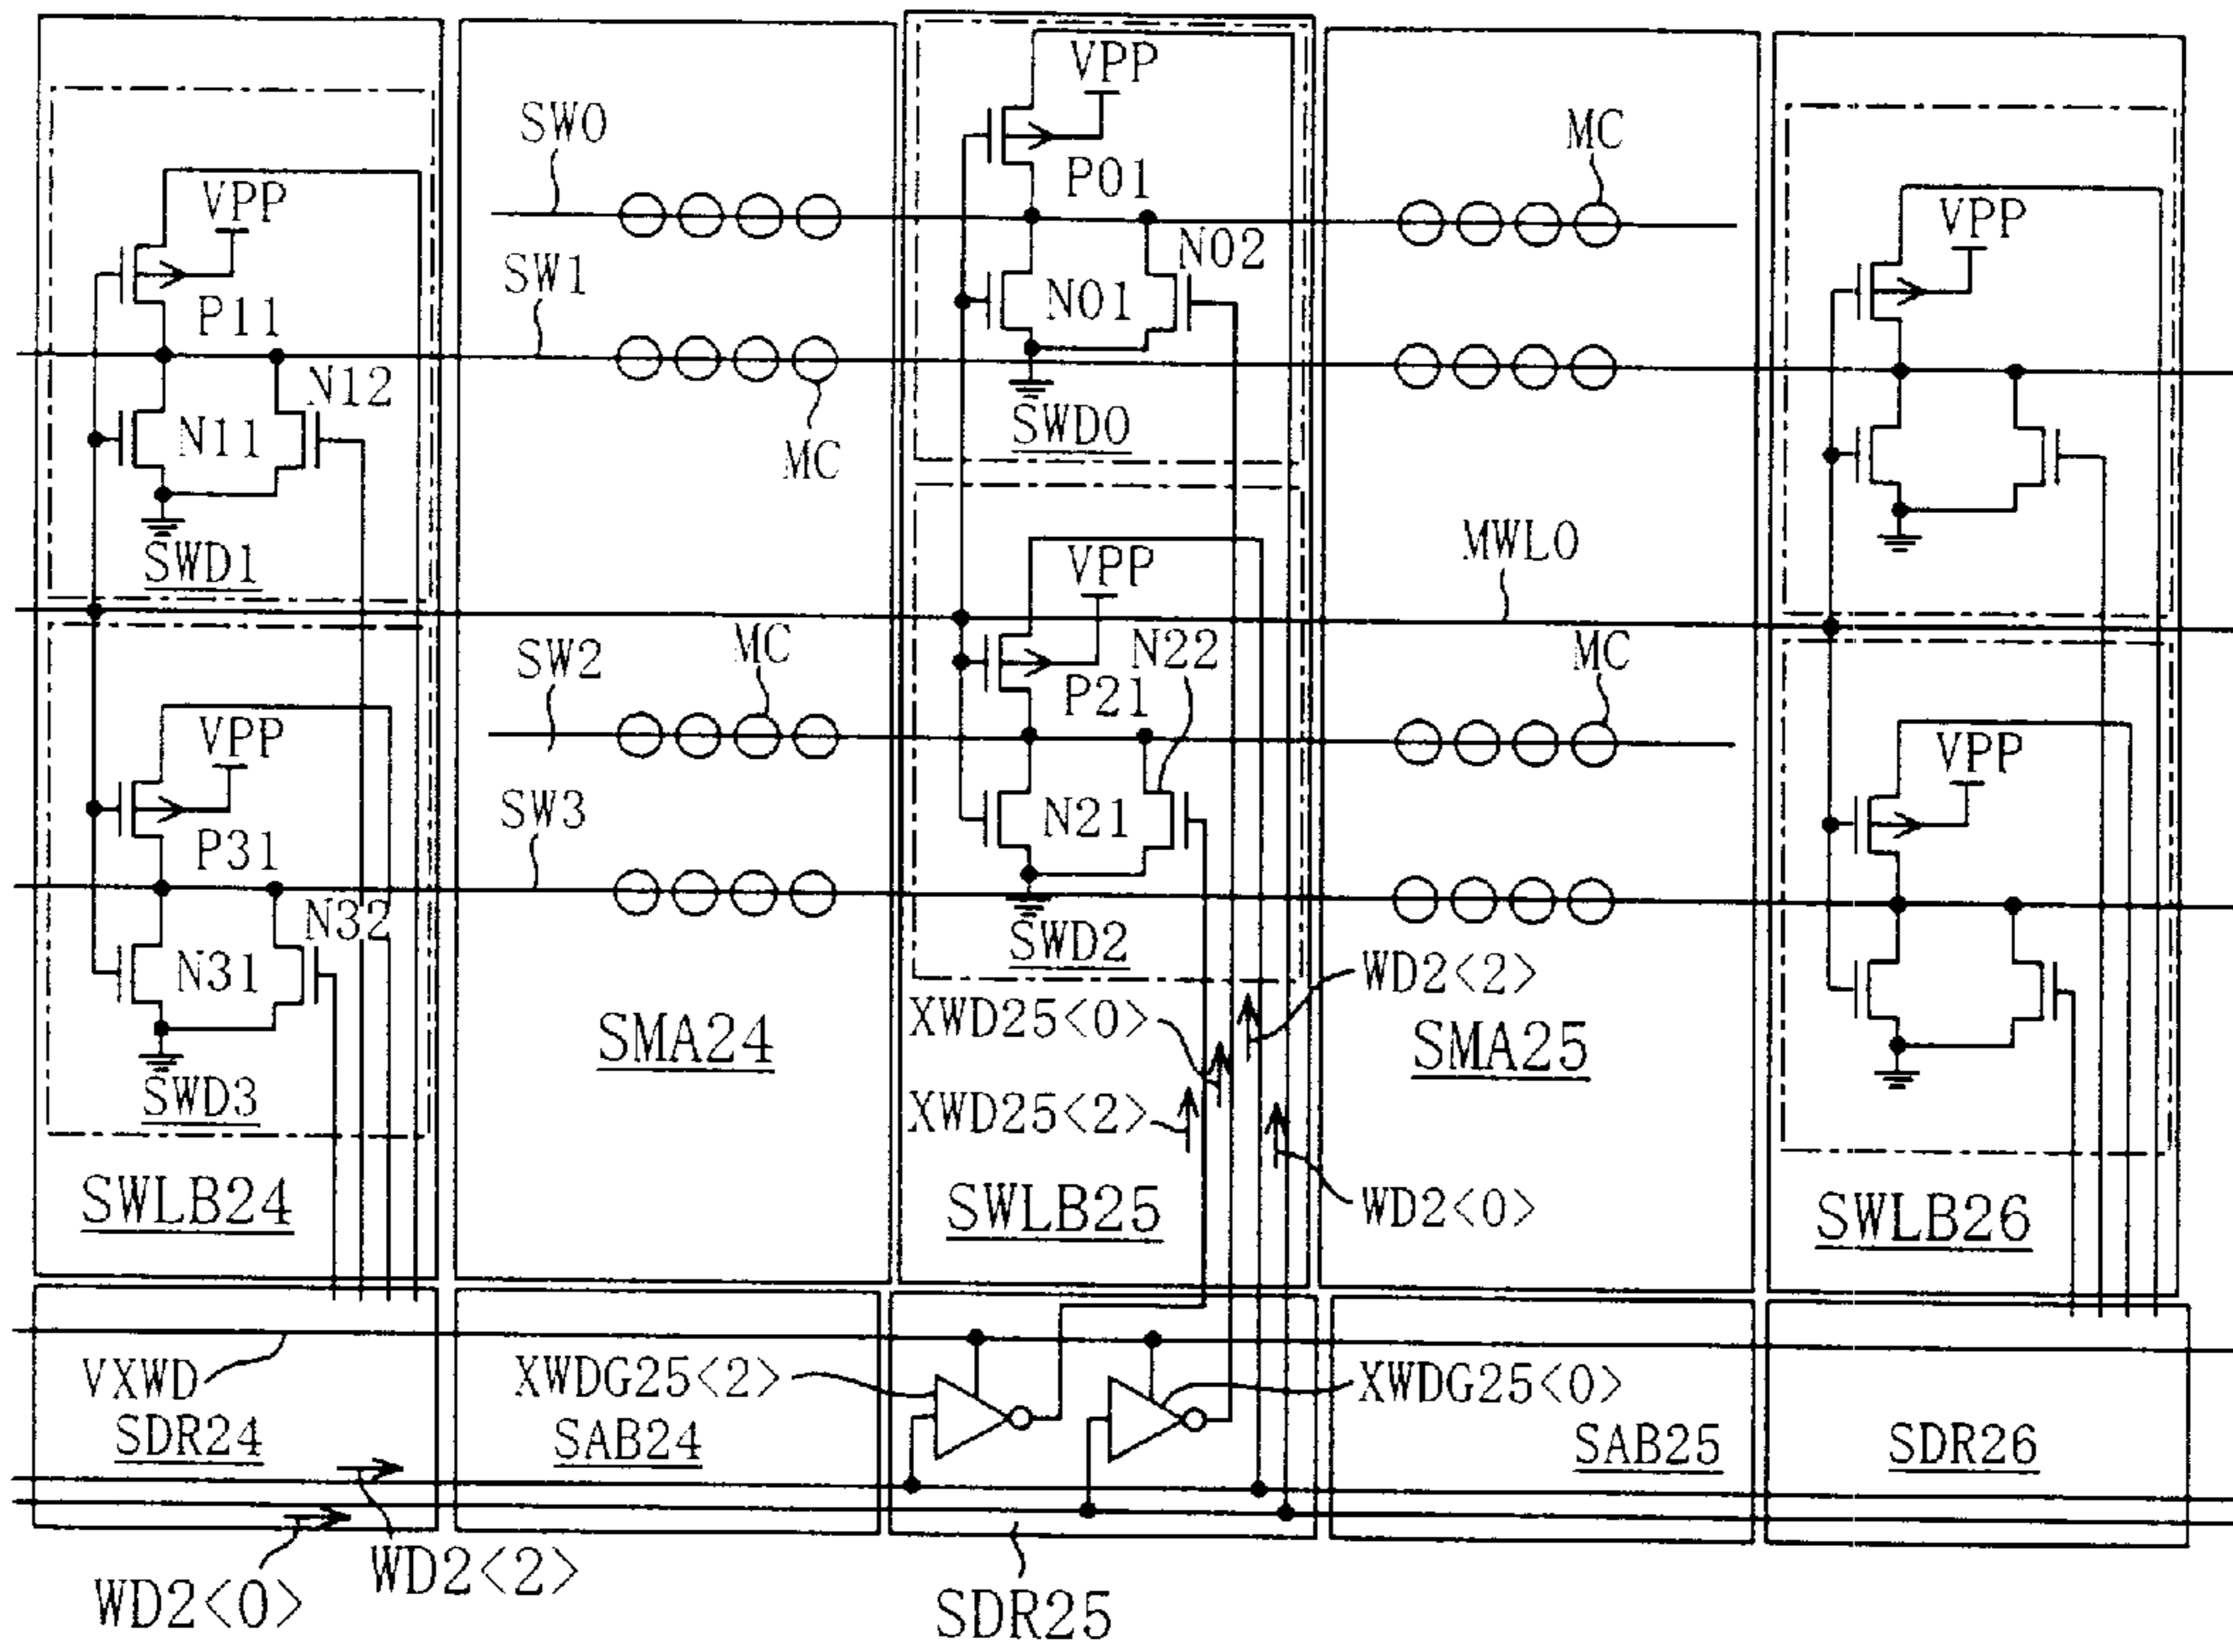 VPP
SW0
MC
P01
VPP
VPP
N02
SW1
N01
P11
N12
SWD0
N11
MC
MWL0
SWD1
VPP
MC
N22
MC
SW2
P21
VPP
VPP
SW3
N21
P31
N32
SWD2
N31
WD2<2>
XWD25<0>
SMA24
SMA25
SWD3
XWD25<2>
SWLB24
SWLB25
WD2<0>
SWLB26
VXWD
XWDG25<2>
XWDG25<0>
SDR24
SAB24
SAB25
SDR26
WD2<2>
WD2<0>
SDR25